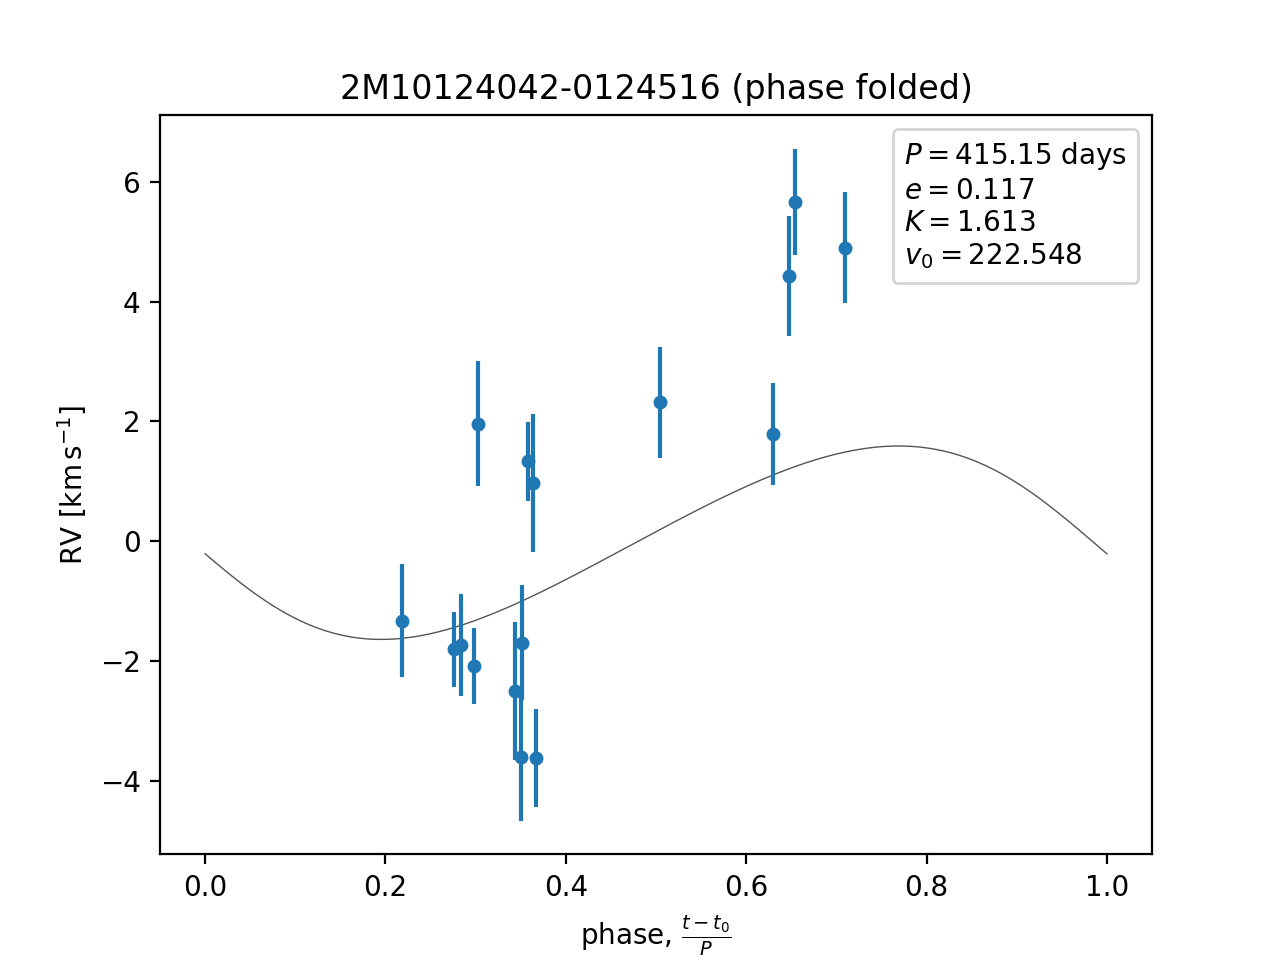 2M10124042-0124516 (phase folded)
P = 415.15 days
e = 0.117
K = 1.613
v₀ = 222.548
RV [km s⁻¹]
6
4
2
0
−2
−4
0.0 0.2 0.4 0.6 0.8 1.0
phase, (t − t₀)/P